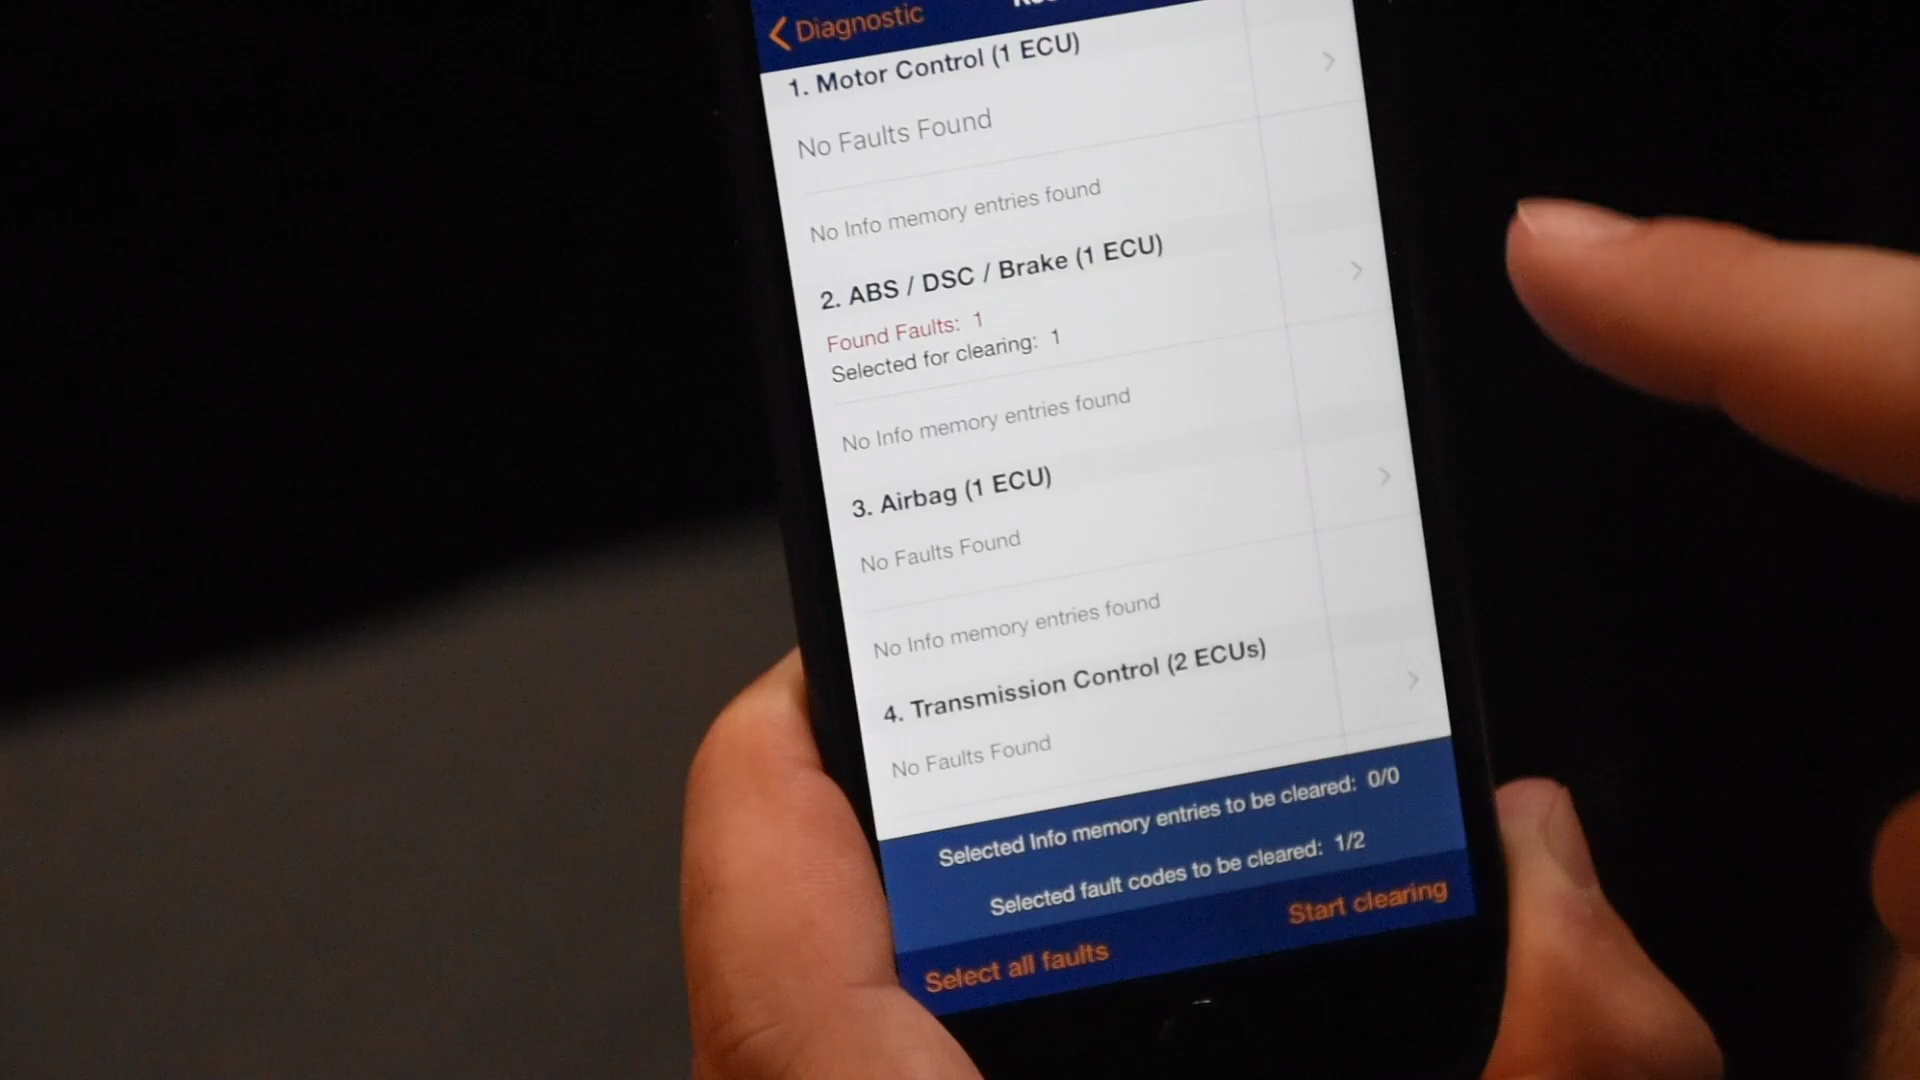 Diagnostic
1. Motor Control (1 ECU)
No Faults Found
No Info memory entries found
2. ABS / DSC / Brake (1 ECU)
Found Faults: 1
Selected for clearing: 1
No Info memory entries found
3. Airbag (1 ECU)
No Faults Found
No Info memory entries found
4. Transmission Control (2 ECUs)
No Faults Found
Selected Info memory entries to be cleared: 0/0
Selected fault codes to be cleared: 1/2
Select all faults
Start clearing